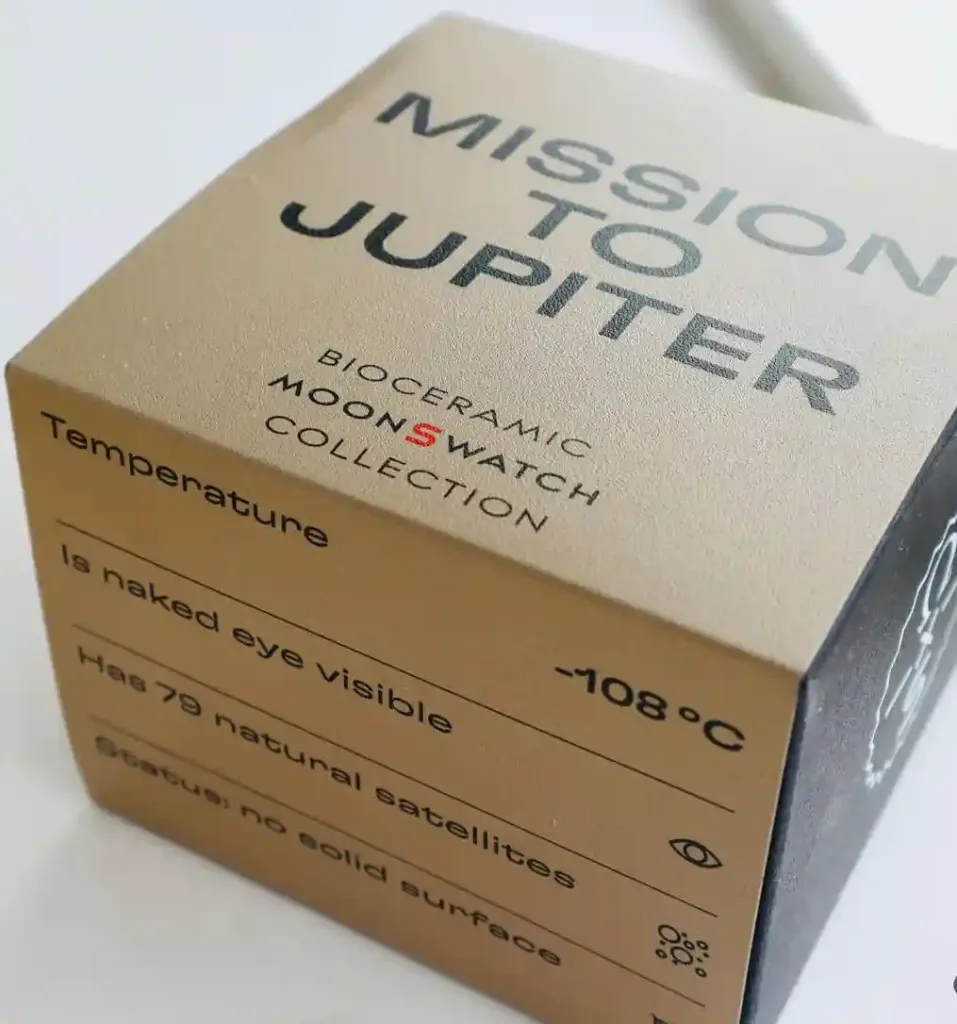 MISSION
TO
JUPITER
BIOCERAMIC
MOONSWATCH
COLLECTION
Temperature -108°C
Is naked eye visible
Has 79 natural satellites
Status: no solid surface